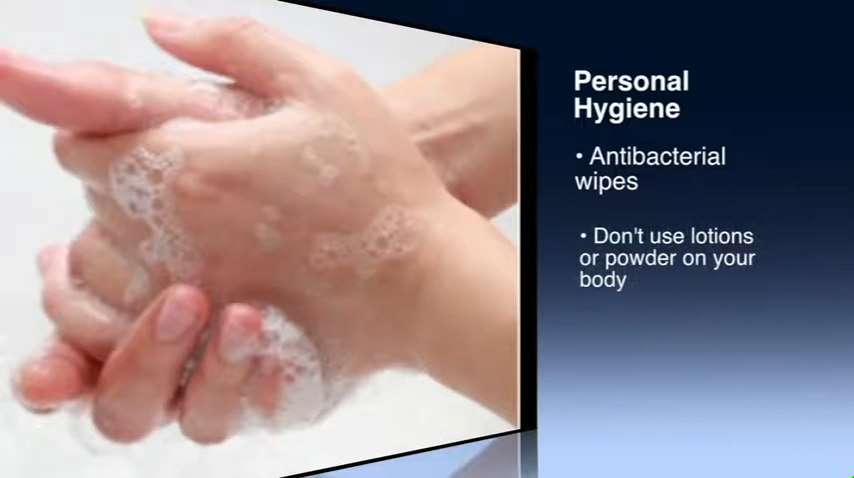 Personal
Hygiene
• Antibacterial
wipes
• Don't use lotions
or powder on your
body